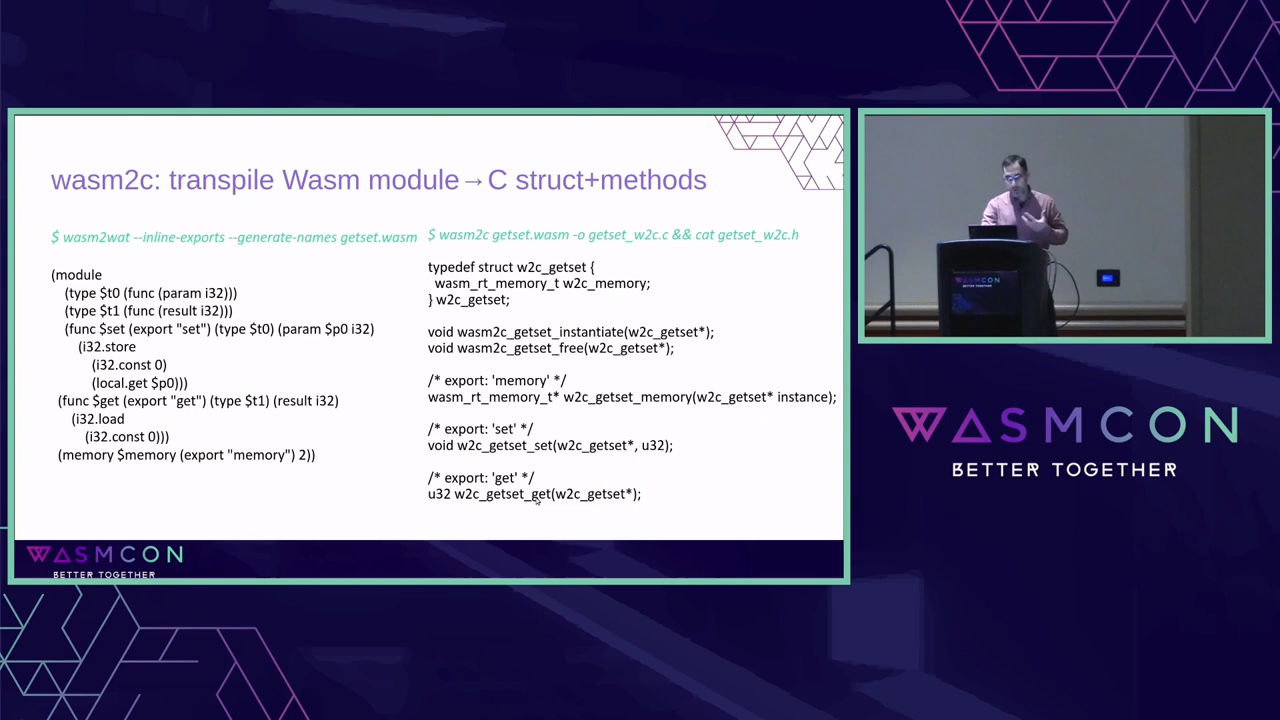 wasm2c: transpile Wasm module→C struct+methods
$ wasm2wat --inline-exports --generate-names getset.wasm
(module
(type $t0 (func (param i32)))
(type $t1 (func (result i32)))
(func $set (export "set") (type $t0) (param $p0 i32)
(i32.store
(i32.const 0)
(local.get $p0)))
(func $get (export "get") (type $t1) (result i32)
(i32.load
(i32.const 0)))
(memory $memory (export "memory") 2))
$ wasm2c getset.wasm -o getset_w2c.c && cat getset_w2c.h
typedef struct w2c_getset {
wasm_rt_memory_t w2c_memory;
} w2c_getset;
void wasm2c_getset_instantiate(w2c_getset*);
void wasm2c_getset_free(w2c_getset*);
/* export: 'memory' */
wasm_rt_memory_t* w2c_getset_memory(w2c_getset* instance);
/* export: 'set' */
void w2c_getset_set(w2c_getset*, u32);
/* export: 'get' */
u32 w2c_getset_get(w2c_getset*);
WASMCON
BETTER TOGETHER
WASMCON
WASMCON
BETTER TOGETHER